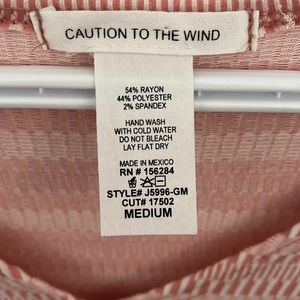 CAUTION TO THE WIND
54% RAYON
44% POLYESTER
2% SPANDEX
HAND WASH
WITH COLD WATER
DO NOT BLEACH
LAY FLAT DRY
MADE IN MEXICO
RN # 156284
STYLE# J5996-GM
CUT# 17502
MEDIUM